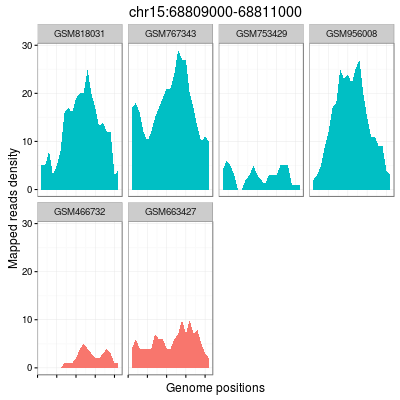 chr15:68809000-68811000
GSM818031 GSM767343 GSM753429 GSM956008
30
20
10
0
GSM466732 GSM663427
30
20
10
0
Mapped reads density
Genome positions